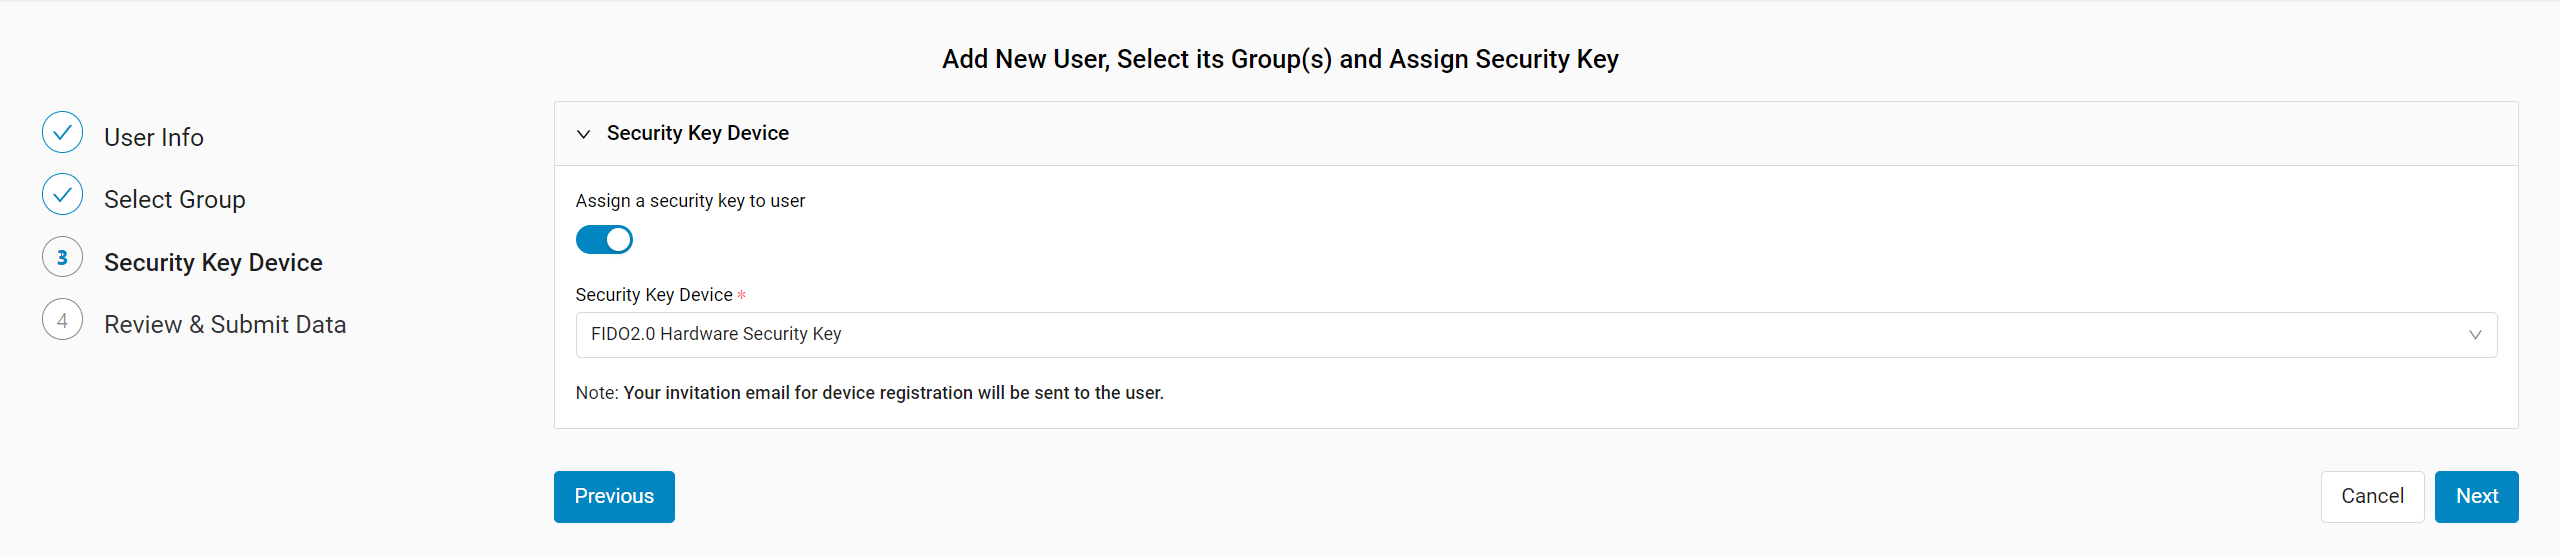 Add New User, Select its Group(s) and Assign Security Key
User Info
Select Group
3 Security Key Device
4 Review & Submit Data
Security Key Device
Assign a security key to user
Security Key Device *
FIDO2.0 Hardware Security Key
Note: Your invitation email for device registration will be sent to the user.
Previous
Cancel
Next